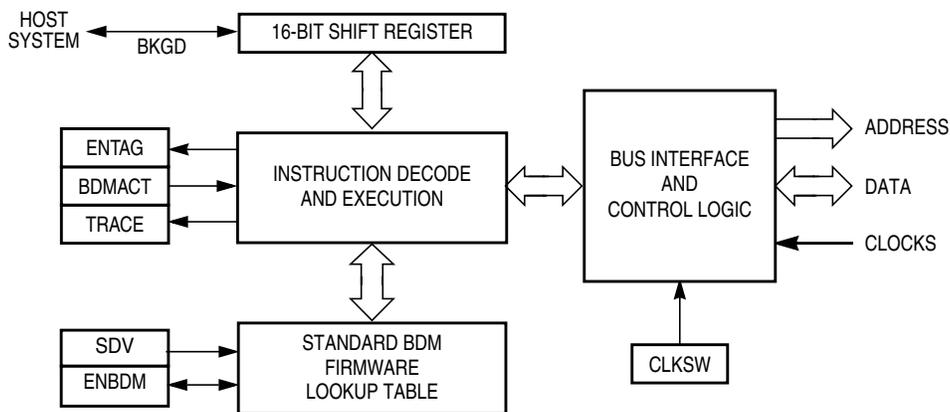 HOST
SYSTEM
BKGD
16-BIT SHIFT REGISTER
ENTAG
BDMACT
TRACE
INSTRUCTION DECODE
AND EXECUTION
BUS INTERFACE
AND
CONTROL LOGIC
ADDRESS
DATA
CLOCKS
SDV
ENBDM
STANDARD BDM
FIRMWARE
LOOKUP TABLE
CLKSW